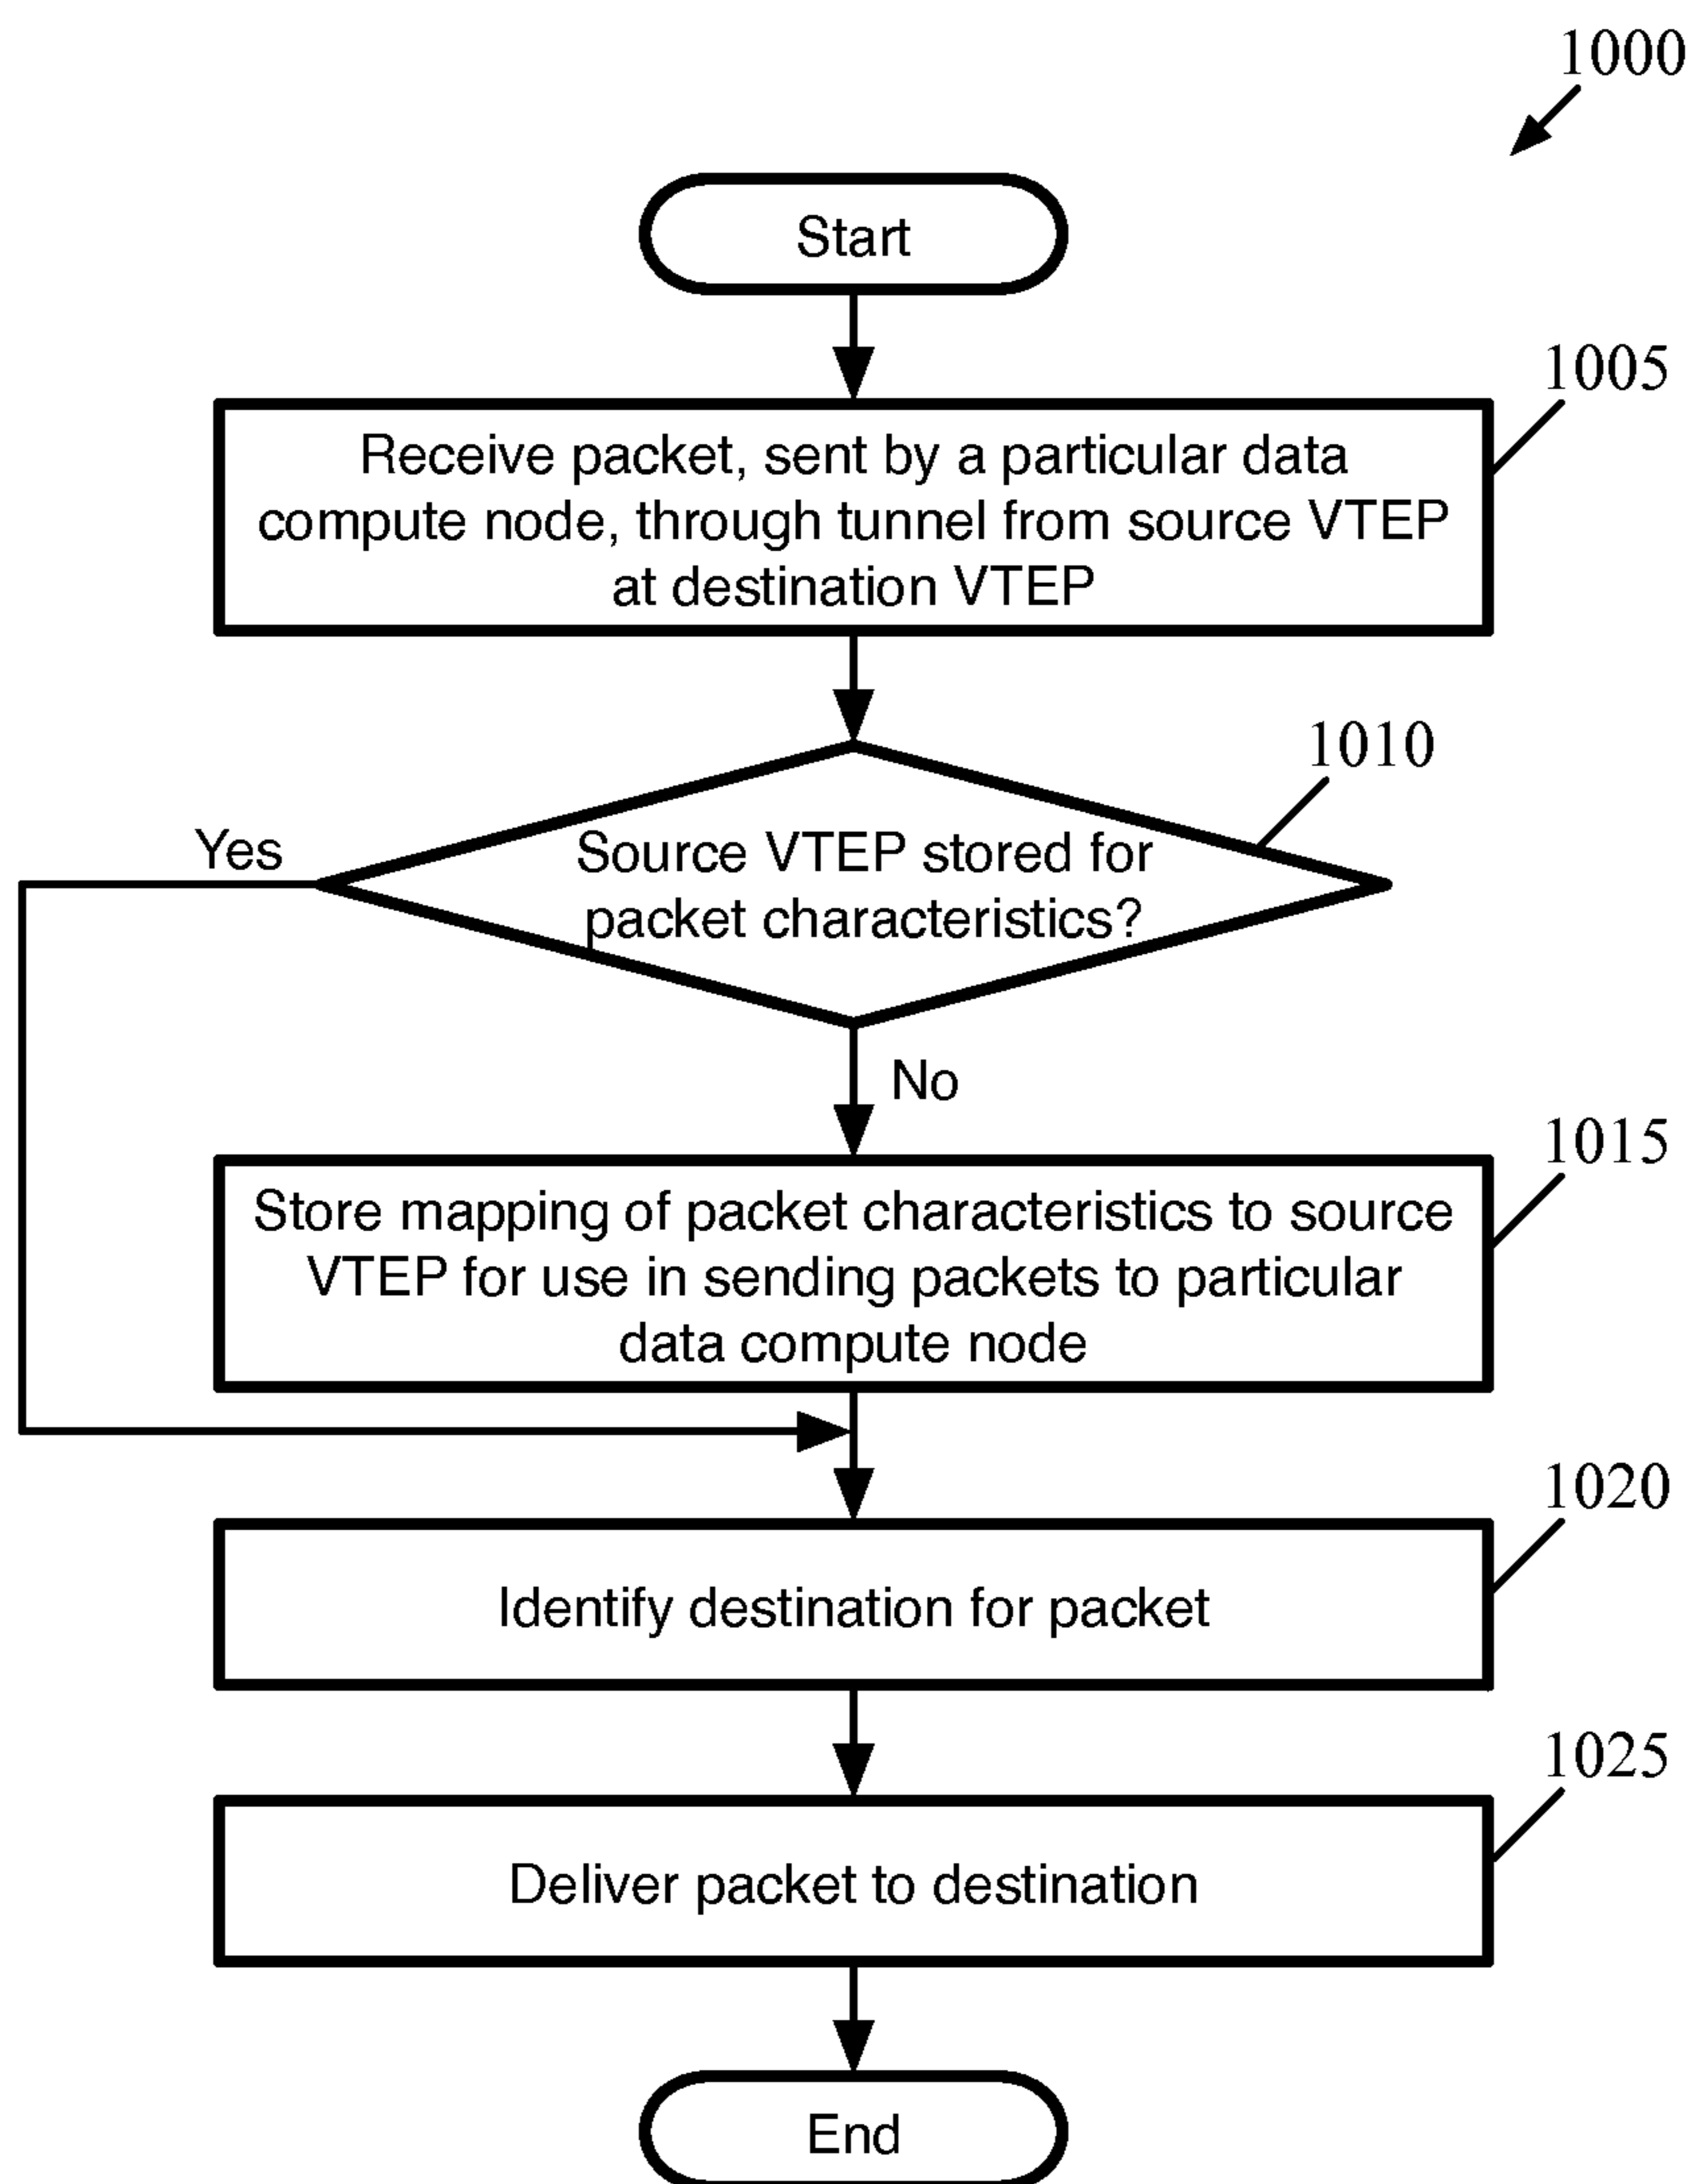 1000
Start
1005
Receive packet, sent by a particular data
compute node, through tunnel from source VTEP
at destination VTEP
1010
Yes
Source VTEP stored for
packet characteristics?
No
1015
Store mapping of packet characteristics to source
VTEP for use in sending packets to particular
data compute node
1020
Identify destination for packet
1025
Deliver packet to destination
End